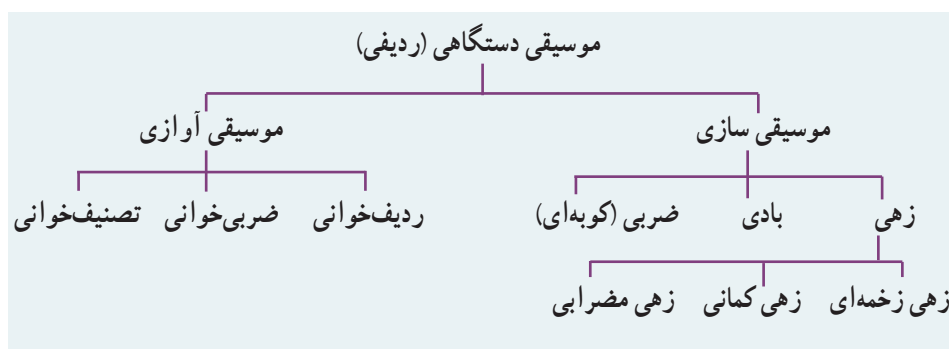 موسیقی دستگاهی (ردیفی)
موسیقی سازی موسیقی آوازی
زهی بادی ضربی (کوبه‌ای) ردیف‌خوانی ضربی‌خوانی تصنیف‌خوانی
زهی زخمه‌ای زهی کمانی زهی مضرابی